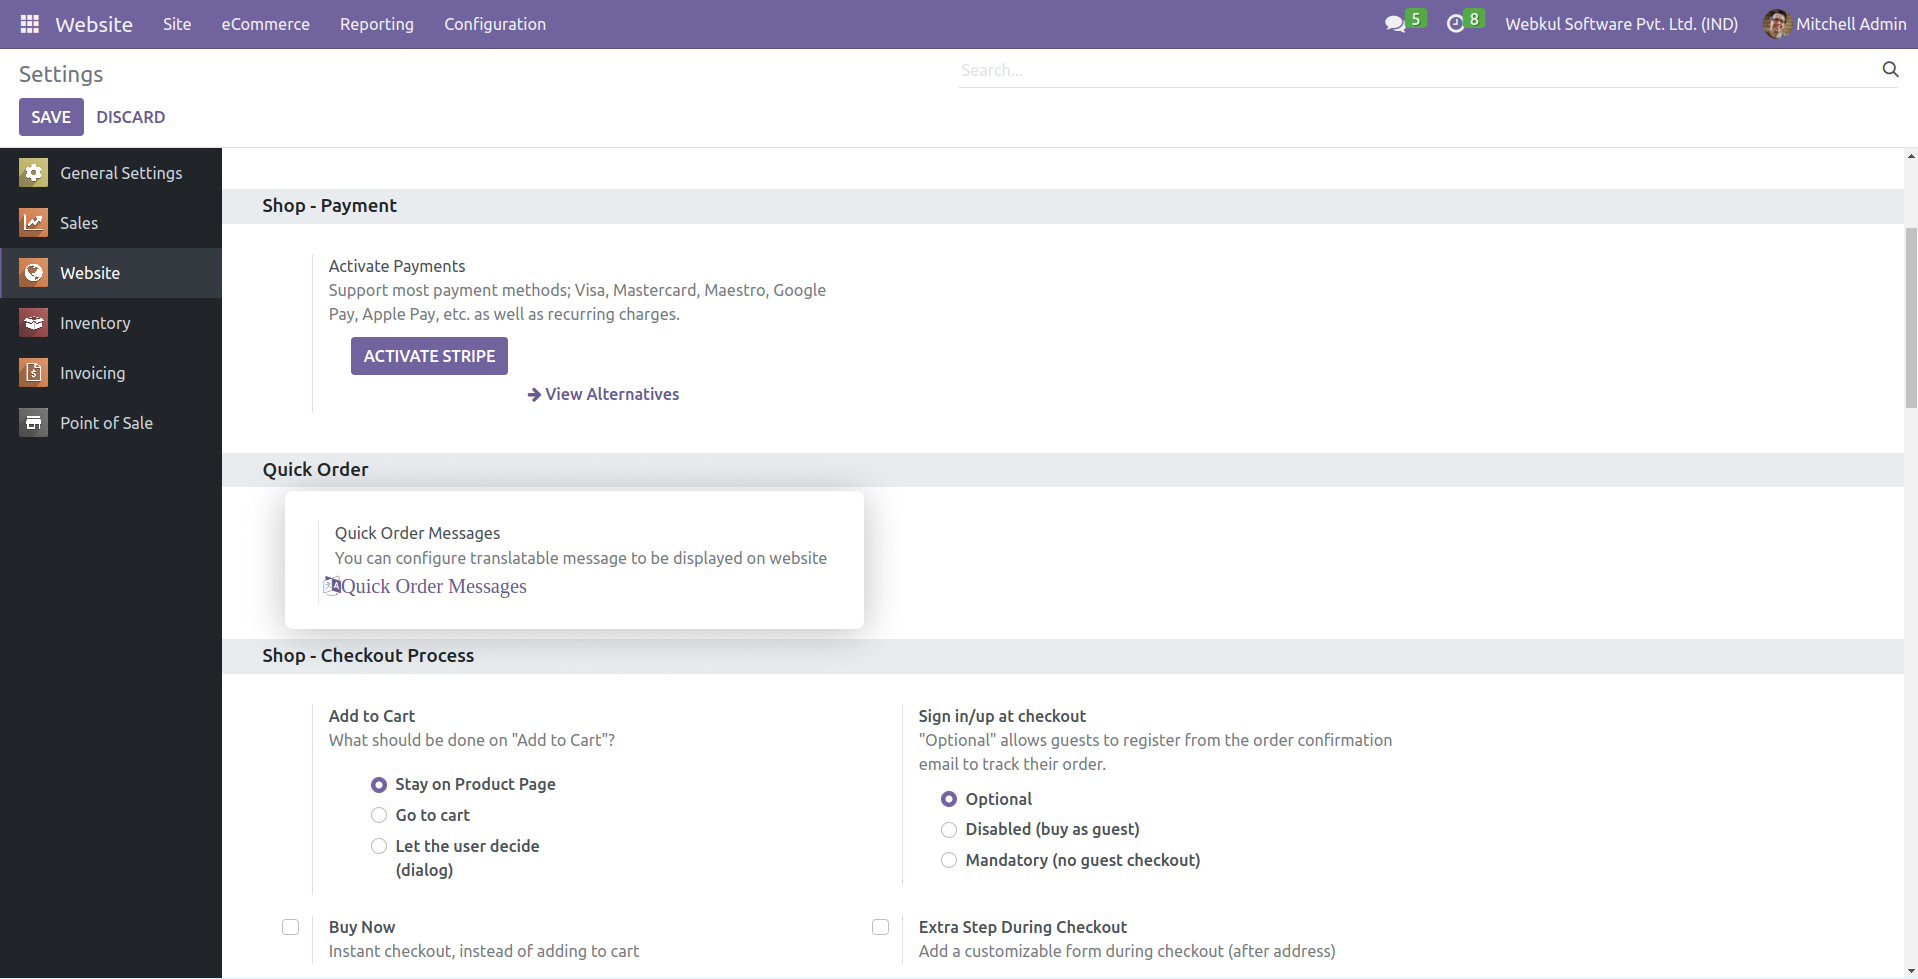 Website Site eCommerce Reporting Configuration 5 8 Webkul Software Pvt. Ltd. (IND) Mitchell Admin
Settings
Search...
SAVE DISCARD
General Settings
Sales
Website
Inventory
Invoicing
Point of Sale
Shop - Payment
Activate Payments
Support most payment methods; Visa, Mastercard, Maestro, Google
Pay, Apple Pay, etc. as well as recurring charges.
ACTIVATE STRIPE
View Alternatives
Quick Order
Quick Order Messages
You can configure translatable message to be displayed on website
Quick Order Messages
Shop - Checkout Process
Add to Cart
What should be done on "Add to Cart"?
Stay on Product Page
Go to cart
Let the user decide
(dialog)
Sign in/up at checkout
"Optional" allows guests to register from the order confirmation
email to track their order.
Optional
Disabled (buy as guest)
Mandatory (no guest checkout)
Buy Now
Instant checkout, instead of adding to cart
Extra Step During Checkout
Add a customizable form during checkout (after address)